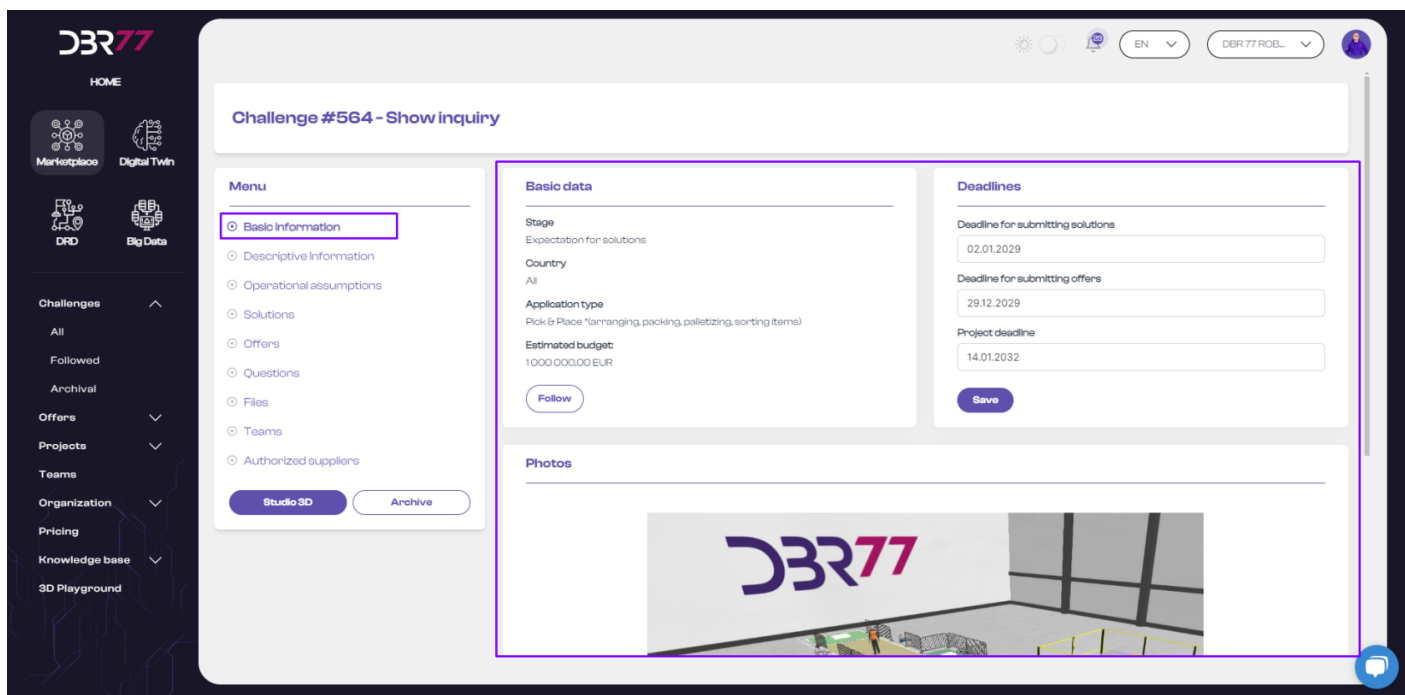 DBR77
HOME
Marketplace
Digital Twin
DRD
Big Data
Challenges
All
Followed
Archival
Offers
Projects
Teams
Organization
Pricing
Knowledge base
3D Playground
23
EN
DBR 77 ROB...
Challenge #564 - Show inquiry
Menu
Basic Information
Descriptive Information
Operational assumptions
Solutions
Offers
Questions
Files
Teams
Authorized suppliers
Studio 3D
Archive
Basic data
Stage
Expectation for solutions
Country
All
Application type
Pick & Place *(arranging, packing, palletizing, sorting items)
Estimated budget:
1 000 000,00 EUR
Follow
Deadlines
Deadline for submitting solutions
02.01.2029
Deadline for submitting offers
29.12.2029
Project deadline
14.01.2032
Save
Photos
DBR77